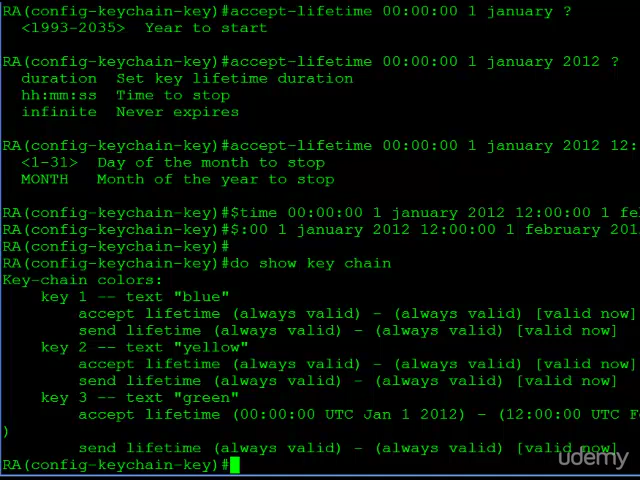 RA(config-keychain-key)#accept-lifetime 00:00:00 1 january ?
<1993-2035> Year to start
RA(config-keychain-key)#accept-lifetime 00:00:00 1 january 2012 ?
duration Set key lifetime duration
hh:mm:ss Time to stop
infinite Never expires
RA(config-keychain-key)#accept-lifetime 00:00:00 1 january 2012 12:
<1-31> Day of the month to stop
MONTH Month of the year to stop
RA(config-keychain-key)#$time 00:00:00 1 january 2012 12:00:00 1 fe
RA(config-keychain-key)#$:00 1 january 2012 12:00:00 1 february 201
RA(config-keychain-key)#
RA(config-keychain-key)#do show key chain
Key-chain colors:
key 1 -- text "blue"
accept lifetime (always valid) - (always valid) [valid now]
send lifetime (always valid) - (always valid) [valid now]
key 2 -- text "yellow"
accept lifetime (always valid) - (always valid) [valid now]
send lifetime (always valid) - (always valid) [valid now]
key 3 -- text "green"
accept lifetime (00:00:00 UTC Jan 1 2012) - (12:00:00 UTC Fe
)
send lifetime (always valid) - (always valid) [valid now]
RA(config-keychain-key)#
udemy